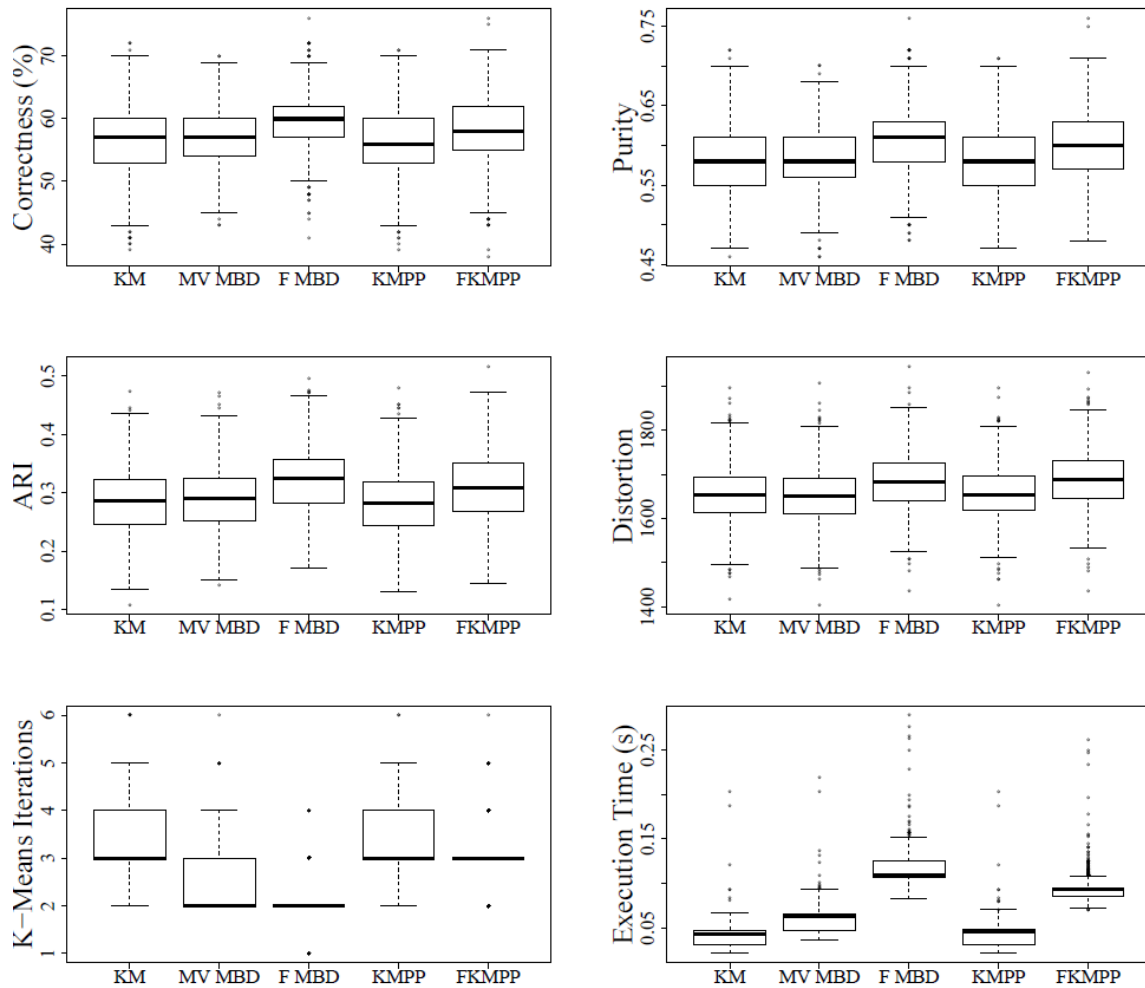 Correctness (%)
70
60
50
40
KM MV MBD F MBD KMPP FKMPP
Purity
0.75
0.65
0.55
0.45
KM MV MBD F MBD KMPP FKMPP
ARI
0.5
0.4
0.3
0.2
0.1
KM MV MBD F MBD KMPP FKMPP
Distortion
1800
1600
1400
KM MV MBD F MBD KMPP FKMPP
K−Means Iterations
6
5
4
3
2
1
KM MV MBD F MBD KMPP FKMPP
Execution Time (s)
0.25
0.15
0.05
KM MV MBD F MBD KMPP FKMPP